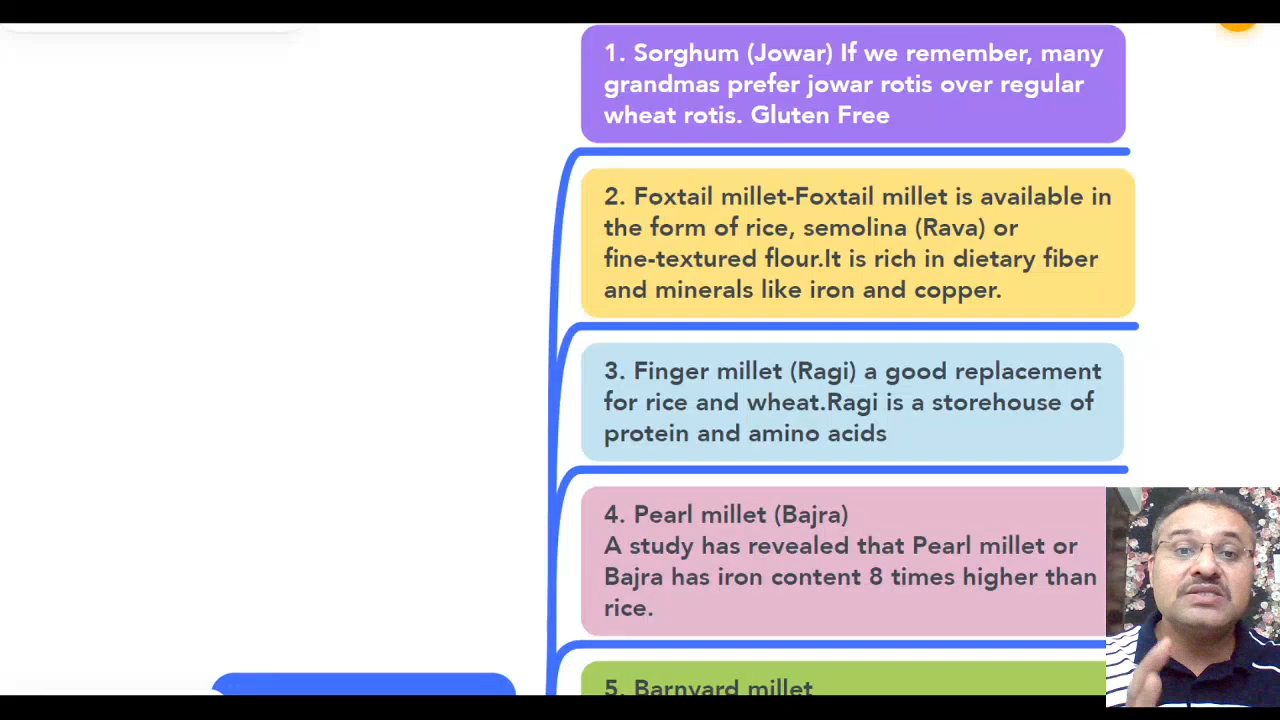 1. Sorghum (Jowar) If we remember, many
grandmas prefer jowar rotis over regular
wheat rotis. Gluten Free
2. Foxtail millet-Foxtail millet is available in
the form of rice, semolina (Rava) or
fine-textured flour.It is rich in dietary fiber
and minerals like iron and copper.
3. Finger millet (Ragi) a good replacement
for rice and wheat.Ragi is a storehouse of
protein and amino acids
4. Pearl millet (Bajra)
A study has revealed that Pearl millet or
Bajra has iron content 8 times higher than
rice.
5. Barnyard millet